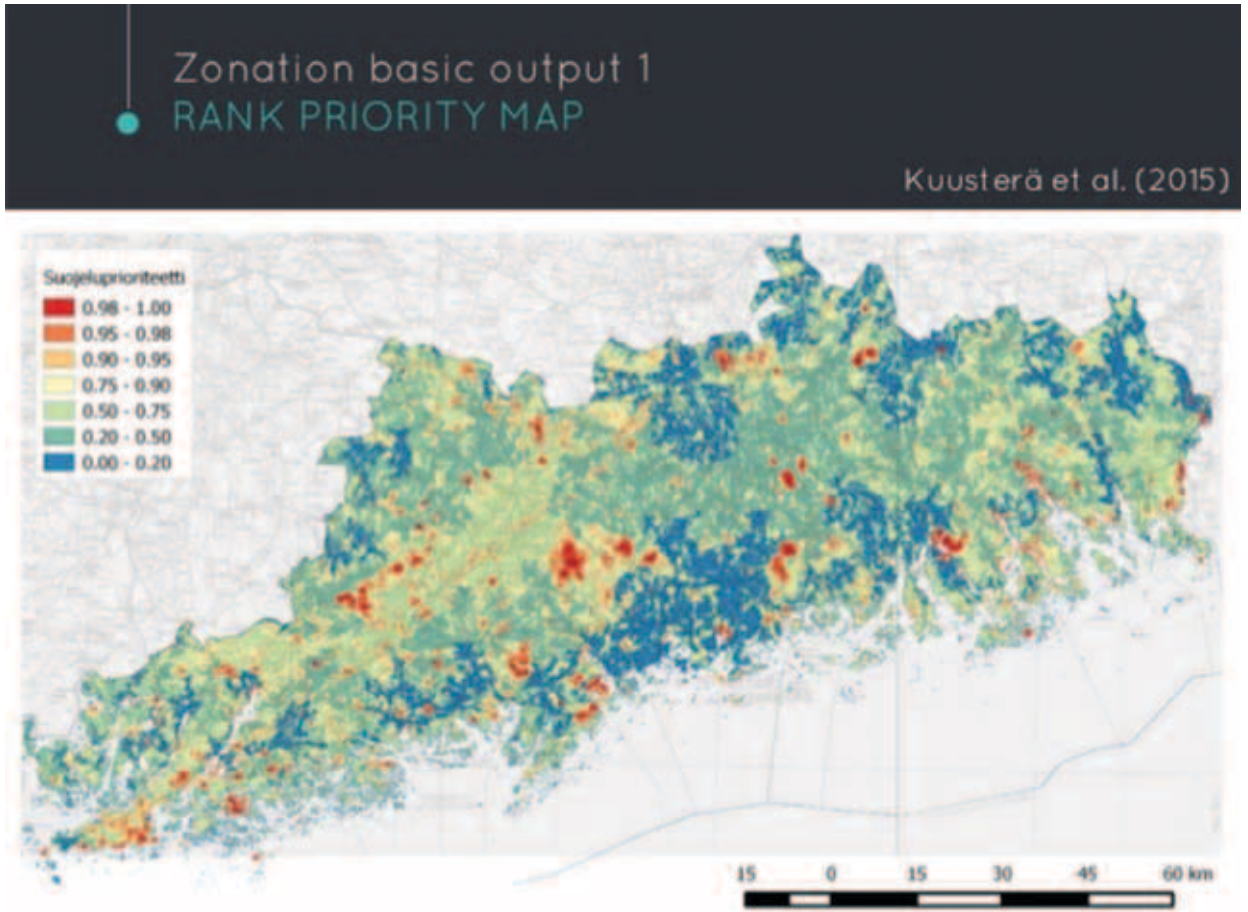 Zonation basic output 1
RANK PRIORITY MAP
Kuusterä et al. (2015)
Suojeluprioriteetti
0.98 - 1.00
0.95 - 0.98
0.90 - 0.95
0.75 - 0.90
0.50 - 0.75
0.20 - 0.50
0.00 - 0.20
15 0 15 30 45 60 km